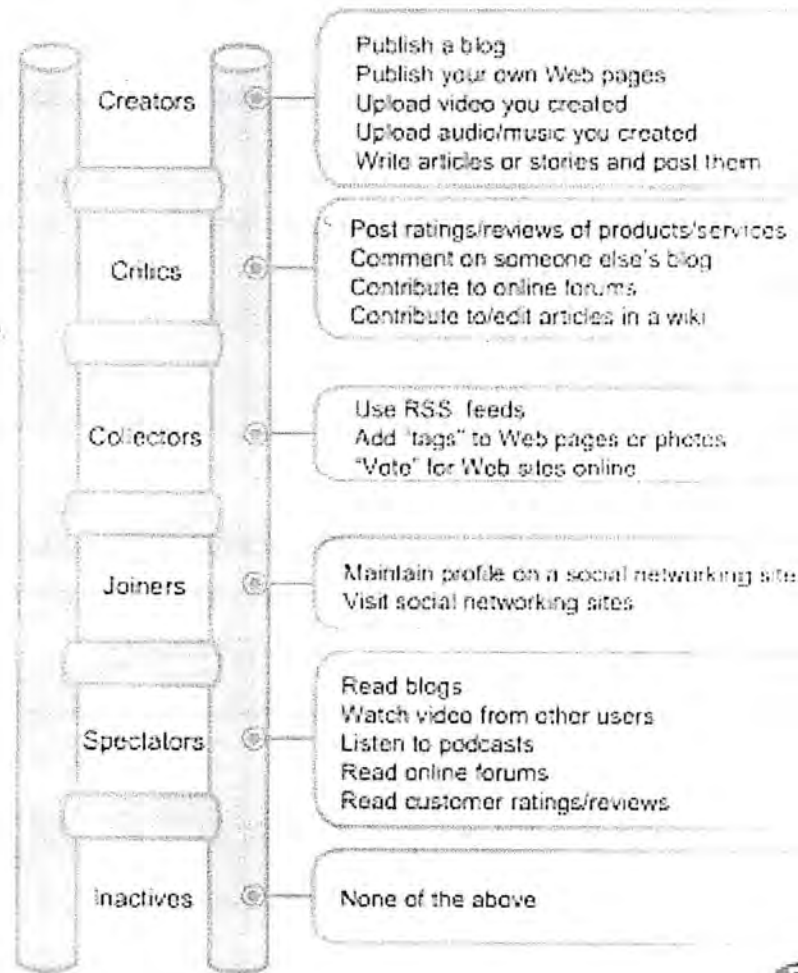 Creators
Publish a blog
Publish your own Web pages
Upload video you created
Upload audio/music you created
Write articles or stories and post them
Critics
Post ratings/reviews of products/services
Comment on someone else's blog
Contribute to online forums
Contribute to/edit articles in a wiki
Collectors
Use RSS feeds
Add "tags" to Web pages or photos
"Vote" for Web sites online
Joiners
Maintain profile on a social networking site
Visit social networking sites
Spectators
Read blogs
Watch video from other users
Listen to podcasts
Read online forums
Read customer ratings/reviews
Inactives
None of the above